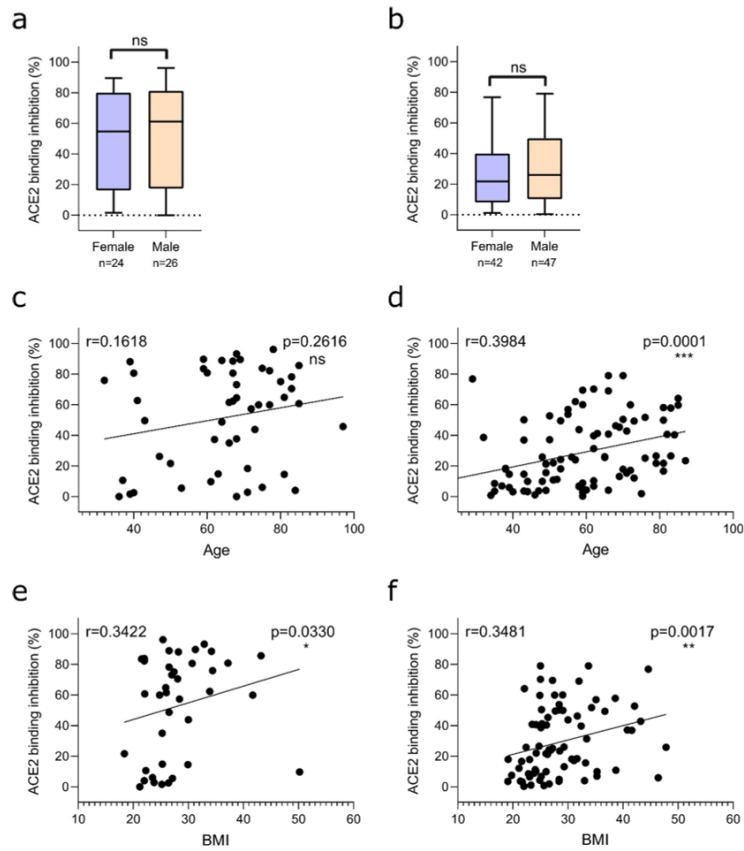 a
ns
ACE2 binding inhibition (%)
100
80
60
40
20
0
Female
Male
n=24
n=26
b
ns
ACE2 binding inhibition (%)
100
80
60
40
20
0
Female
Male
n=42
n=47
c
r=0.1618
p=0.2616
ns
ACE2 binding inhibition (%)
100
80
60
40
20
0
40
60
80
100
Age
d
r=0.3984
p=0.0001
***
ACE2 binding inhibition (%)
100
80
60
40
20
0
40
60
80
100
Age
e
r=0.3422
p=0.0330
*
ACE2 binding inhibition (%)
100
80
60
40
20
0
10
20
30
40
50
60
BMI
f
r=0.3481
p=0.0017
**
ACE2 binding inhibition (%)
100
80
60
40
20
0
10
20
30
40
50
60
BMI